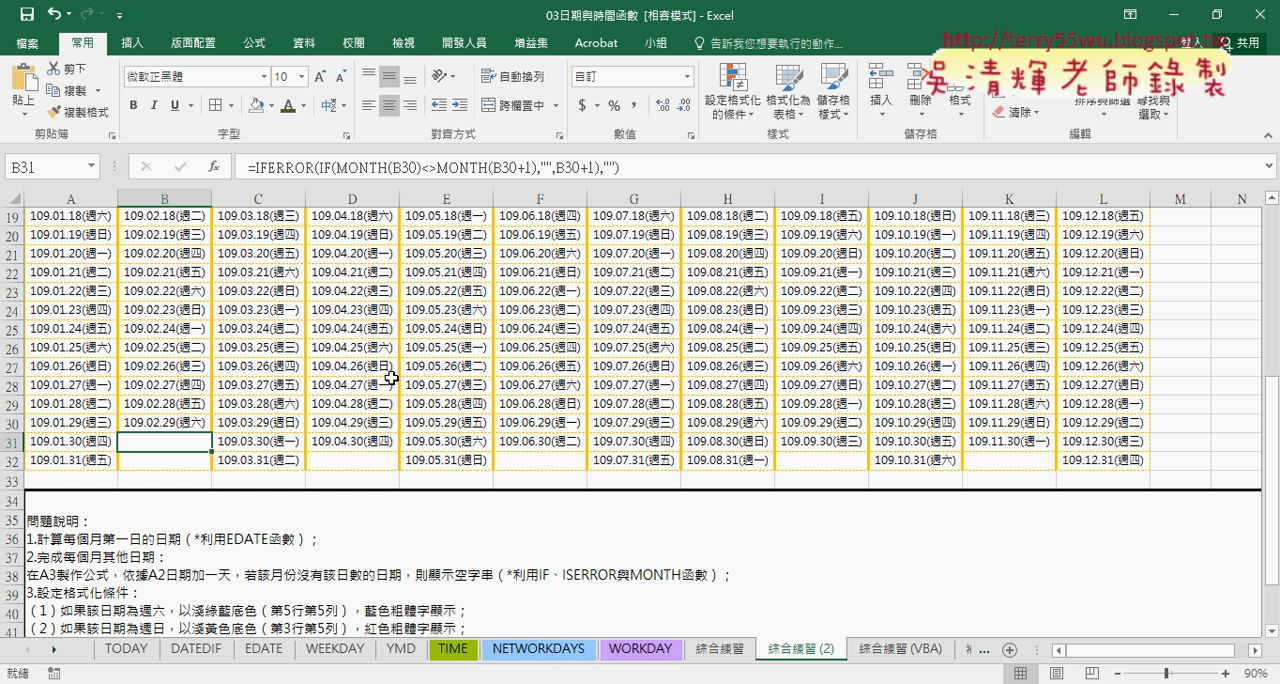 03日期與時間函數 [相容模式] - Excel
http://terry55wu.blogspot.tw
吳清輝老師錄製
檔案 常用 插入 版面配置 公式 資料 校閱 檢視 開發人員 增益集 Acrobat 小組 告訴我您想要執行的動作... 登入 共用
貼上 剪下 複製 複製格式 剪貼簿
微軟正黑體 10 B I U 中 字型
自動換列 跨欄置中 對齊方式
自訂 $ % 數值
設定格式化的條件 格式化為表格 儲存格樣式 樣式
插入 刪除 格式 儲存格
清除 排序與篩選 尋找與選取 編輯
B31 fx =IFERROR(IF(MONTH(B30)<>MONTH(B30+1),"",B30+1),"")
A B C D E F G H I J K L M N
19 109.01.18(週六) 109.02.18(週二) 109.03.18(週三) 109.04.18(週六) 109.05.18(週一) 109.06.18(週四) 109.07.18(週六) 109.08.18(週二) 109.09.18(週五) 109.10.18(週日) 109.11.18(週三) 109.12.18(週五)
20 109.01.19(週日) 109.02.19(週三) 109.03.19(週四) 109.04.19(週日) 109.05.19(週二) 109.06.19(週五) 109.07.19(週日) 109.08.19(週三) 109.09.19(週六) 109.10.19(週一) 109.11.19(週四) 109.12.19(週六)
21 109.01.20(週一) 109.02.20(週四) 109.03.20(週五) 109.04.20(週一) 109.05.20(週三) 109.06.20(週六) 109.07.20(週一) 109.08.20(週四) 109.09.20(週日) 109.10.20(週二) 109.11.20(週五) 109.12.20(週日)
22 109.01.21(週二) 109.02.21(週五) 109.03.21(週六) 109.04.21(週二) 109.05.21(週四) 109.06.21(週日) 109.07.21(週二) 109.08.21(週五) 109.09.21(週一) 109.10.21(週三) 109.11.21(週六) 109.12.21(週一)
23 109.01.22(週三) 109.02.22(週六) 109.03.22(週日) 109.04.22(週三) 109.05.22(週五) 109.06.22(週一) 109.07.22(週三) 109.08.22(週六) 109.09.22(週二) 109.10.22(週四) 109.11.22(週日) 109.12.22(週二)
24 109.01.23(週四) 109.02.23(週日) 109.03.23(週一) 109.04.23(週四) 109.05.23(週六) 109.06.23(週二) 109.07.23(週四) 109.08.23(週日) 109.09.23(週三) 109.10.23(週五) 109.11.23(週一) 109.12.23(週三)
25 109.01.24(週五) 109.02.24(週一) 109.03.24(週二) 109.04.24(週五) 109.05.24(週日) 109.06.24(週三) 109.07.24(週五) 109.08.24(週一) 109.09.24(週四) 109.10.24(週六) 109.11.24(週二) 109.12.24(週四)
26 109.01.25(週六) 109.02.25(週二) 109.03.25(週三) 109.04.25(週六) 109.05.25(週一) 109.06.25(週四) 109.07.25(週六) 109.08.25(週二) 109.09.25(週五) 109.10.25(週日) 109.11.25(週三) 109.12.25(週五)
27 109.01.26(週日) 109.02.26(週三) 109.03.26(週四) 109.04.26(週日) 109.05.26(週二) 109.06.26(週五) 109.07.26(週日) 109.08.26(週三) 109.09.26(週六) 109.10.26(週一) 109.11.26(週四) 109.12.26(週六)
28 109.01.27(週一) 109.02.27(週四) 109.03.27(週五) 109.04.27(週一) 109.05.27(週三) 109.06.27(週六) 109.07.27(週一) 109.08.27(週四) 109.09.27(週日) 109.10.27(週二) 109.11.27(週五) 109.12.27(週日)
29 109.01.28(週二) 109.02.28(週五) 109.03.28(週六) 109.04.28(週二) 109.05.28(週四) 109.06.28(週日) 109.07.28(週二) 109.08.28(週五) 109.09.28(週一) 109.10.28(週三) 109.11.28(週六) 109.12.28(週一)
30 109.01.29(週三) 109.02.29(週六) 109.03.29(週日) 109.04.29(週三) 109.05.29(週五) 109.06.29(週一) 109.07.29(週三) 109.08.29(週六) 109.09.29(週二) 109.10.29(週四) 109.11.29(週日) 109.12.29(週二)
31 109.01.30(週四) 109.03.30(週一) 109.04.30(週四) 109.05.30(週六) 109.06.30(週二) 109.07.30(週四) 109.08.30(週日) 109.09.30(週三) 109.10.30(週五) 109.11.30(週一) 109.12.30(週三)
32 109.01.31(週五) 109.03.31(週二) 109.05.31(週日) 109.07.31(週五) 109.08.31(週一) 109.10.31(週六) 109.12.31(週四)
33
34
35 問題說明：
36 1.計算每個月第一日的日期（*利用EDATE函數）；
37 2.完成每個月其他日期：
38 在A3製作公式，依據A2日期加一天，若該月份沒有該日數的日期，則顯示空字串（*利用IF、ISERROR與MONTH函數）；
39 3.設定格式化條件：
40 （1）如果該日期為週六，以淺綠藍底色（第5行第5列），藍色粗體字顯示；
41 （2）如果該日期為週日，以淺黃色底色（第3行第5列），紅色粗體字顯示；
TODAY DATEDIF EDATE WEEKDAY YMD TIME NETWORKDAYS WORKDAY 綜合練習 綜合練習 (2) 綜合練習 (VBA) ...
就緒 90%